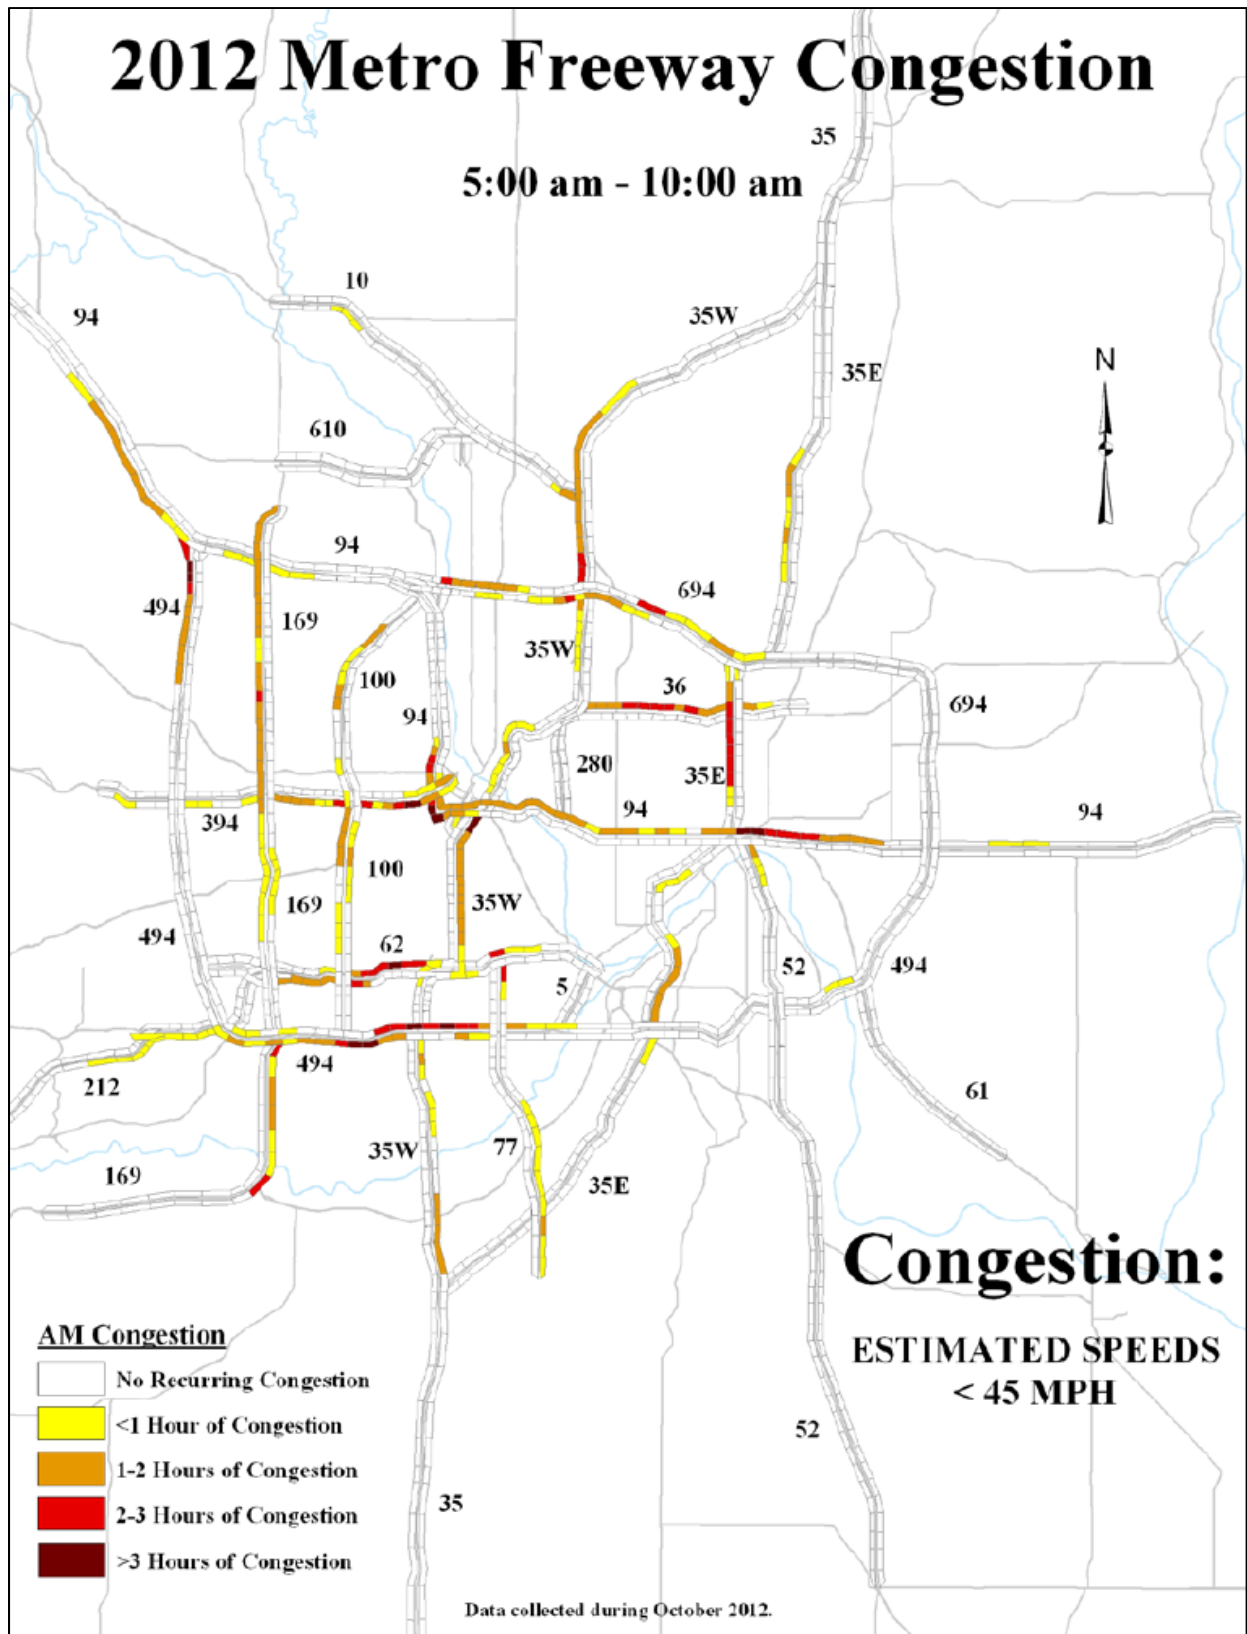 2012 Metro Freeway Congestion
35
5:00 am - 10:00 am
10
94
35W
N
35E
610
94
694
494
169
35W
100
36
694
94
280
35E
94
94
394
100
169
35W
494
62
52
494
5
494
212
61
35W
77
169
35E
Congestion:
AM Congestion
ESTIMATED SPEEDS
< 45 MPH
No Recurring Congestion
<1 Hour of Congestion
52
1-2 Hours of Congestion
35
2-3 Hours of Congestion
>3 Hours of Congestion
Data collected during October 2012.